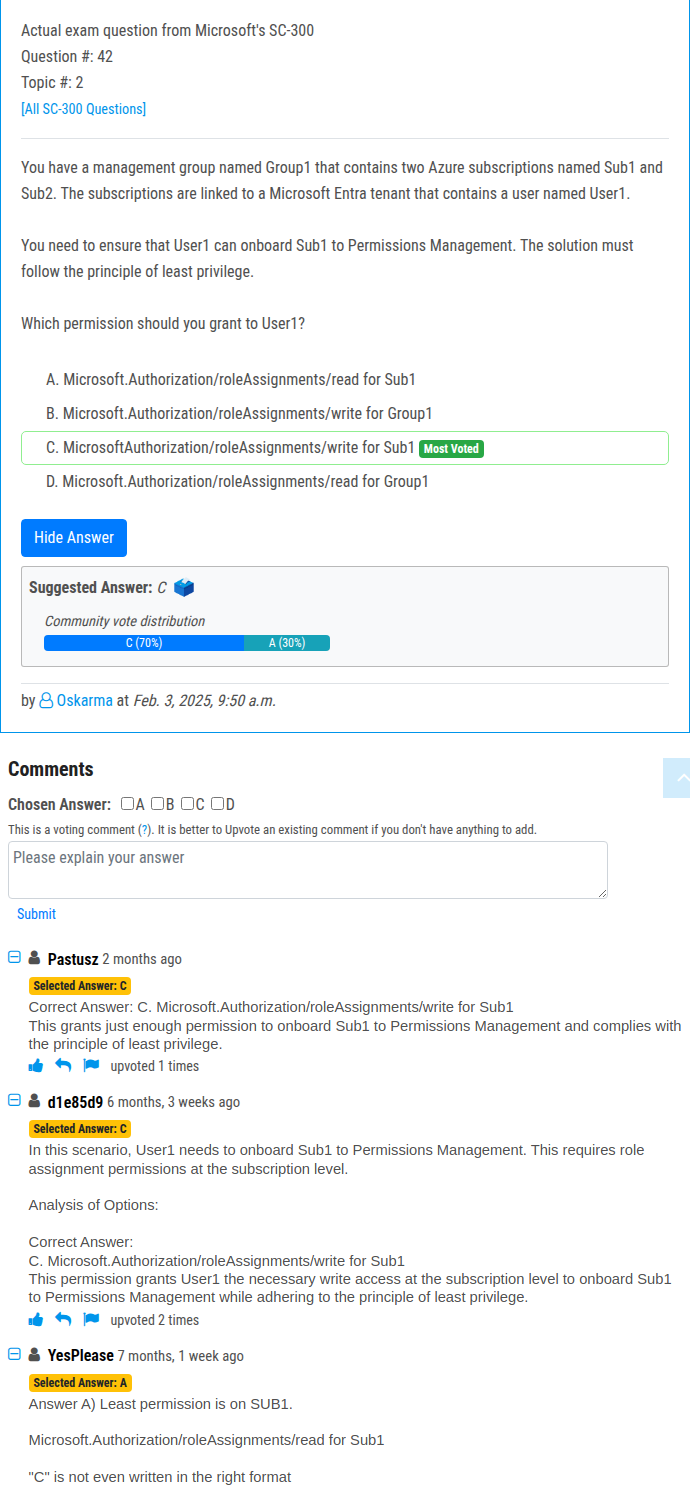 Actual exam question from Microsoft's SC-300
Question #: 42
Topic #: 2
[All SC-300 Questions]
You have a management group named Group1 that contains two Azure subscriptions named Sub1 and
Sub2. The subscriptions are linked to a Microsoft Entra tenant that contains a user named User1.
You need to ensure that User1 can onboard Sub1 to Permissions Management. The solution must
follow the principle of least privilege.
Which permission should you grant to User1?
A. Microsoft.Authorization/roleAssignments/read for Sub1
B. Microsoft.Authorization/roleAssignments/write for Group1
C. MicrosoftAuthorization/roleAssignments/write for Sub1 Most Voted
D. Microsoft.Authorization/roleAssignments/read for Group1
Hide Answer
Suggested Answer: C
Community vote distribution
C (70%) A (30%)
by Oskarma at Feb. 3, 2025, 9:50 a.m.
Comments
Chosen Answer: A B C D
This is a voting comment (?). It is better to Upvote an existing comment if you don't have anything to add.
Please explain your answer
Submit
Pastusz 2 months ago
Selected Answer: C
Correct Answer: C. Microsoft.Authorization/roleAssignments/write for Sub1
This grants just enough permission to onboard Sub1 to Permissions Management and complies with
the principle of least privilege.
upvoted 1 times
d1e85d9 6 months, 3 weeks ago
Selected Answer: C
In this scenario, User1 needs to onboard Sub1 to Permissions Management. This requires role
assignment permissions at the subscription level.
Analysis of Options:
Correct Answer:
C. Microsoft.Authorization/roleAssignments/write for Sub1
This permission grants User1 the necessary write access at the subscription level to onboard Sub1
to Permissions Management while adhering to the principle of least privilege.
upvoted 2 times
YesPlease 7 months, 1 week ago
Selected Answer: A
Answer A) Least permission is on SUB1.
Microsoft.Authorization/roleAssignments/read for Sub1
"C" is not even written in the right format